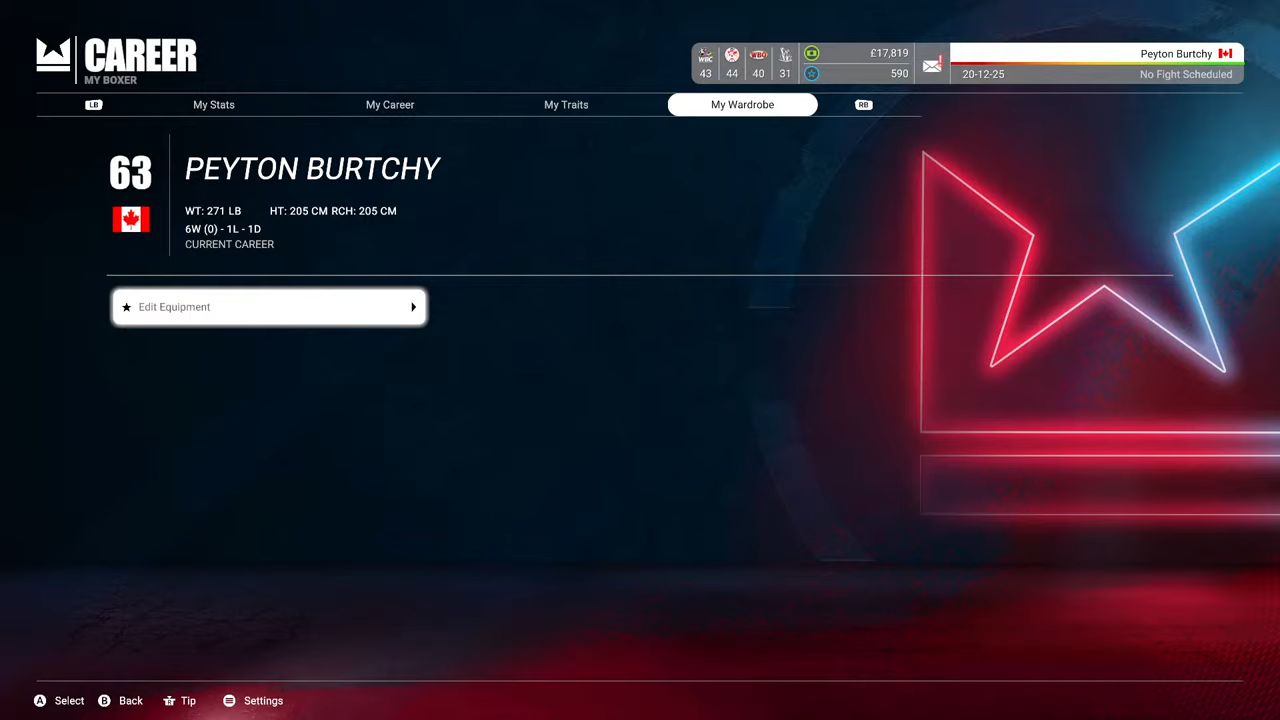 CAREER
MY BOXER
WBC WBO
43 44 40 31
£17,819
590
Peyton Burtchy
20-12-25 No Fight Scheduled
LB My Stats My Career My Traits My Wardrobe RB
63 PEYTON BURTCHY
WT: 271 LB HT: 205 CM RCH: 205 CM
6W (0) - 1L - 1D
CURRENT CAREER
★ Edit Equipment
A Select B Back Tip Settings